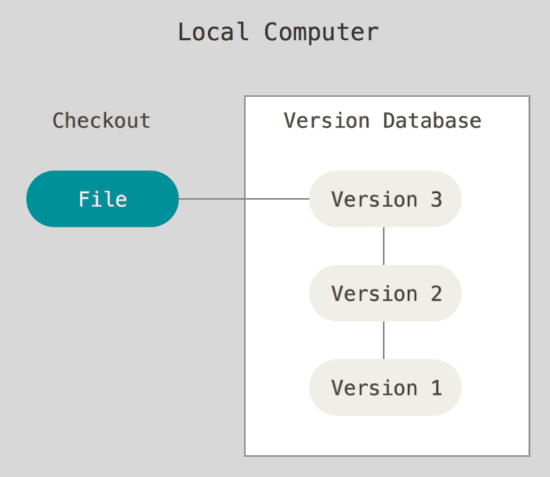 Local Computer
Checkout
Version Database
File
Version 3
Version 2
Version 1